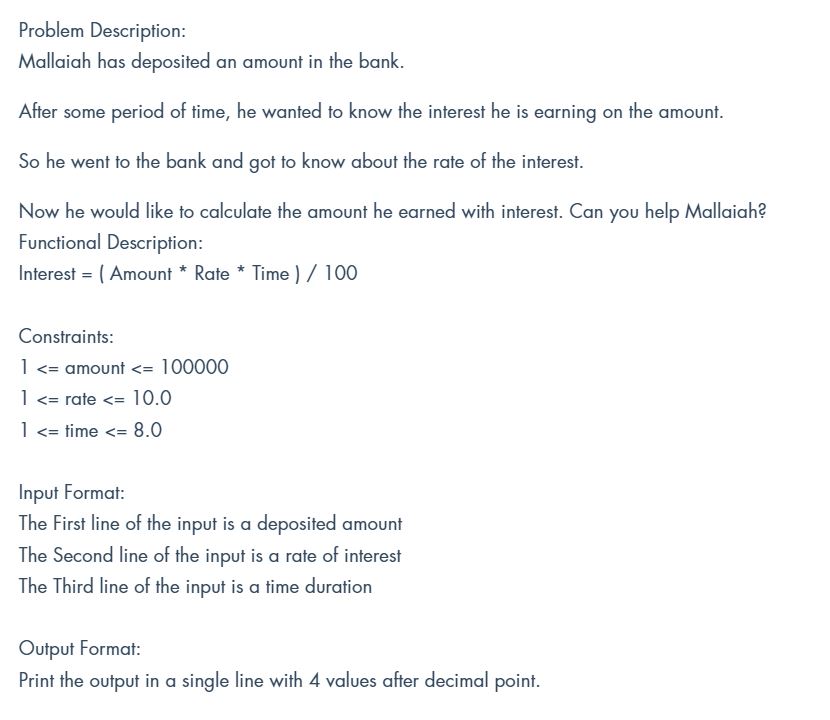 Problem Description:
Mallaiah has deposited an amount in the bank.
After some period of time, he wanted to know the interest he is earning on the amount.
So he went to the bank and got to know about the rate of the interest.
Now he would like to calculate the amount he earned with interest. Can you help Mallaiah?
Functional Description:
Interest = ( Amount * Rate * Time ) / 100
Constraints:
1 <= amount <= 100000
1 <= rate <= 10.0
1 <= time <= 8.0
Input Format:
The First line of the input is a deposited amount
The Second line of the input is a rate of interest
The Third line of the input is a time duration
Output Format:
Print the output in a single line with 4 values after decimal point.